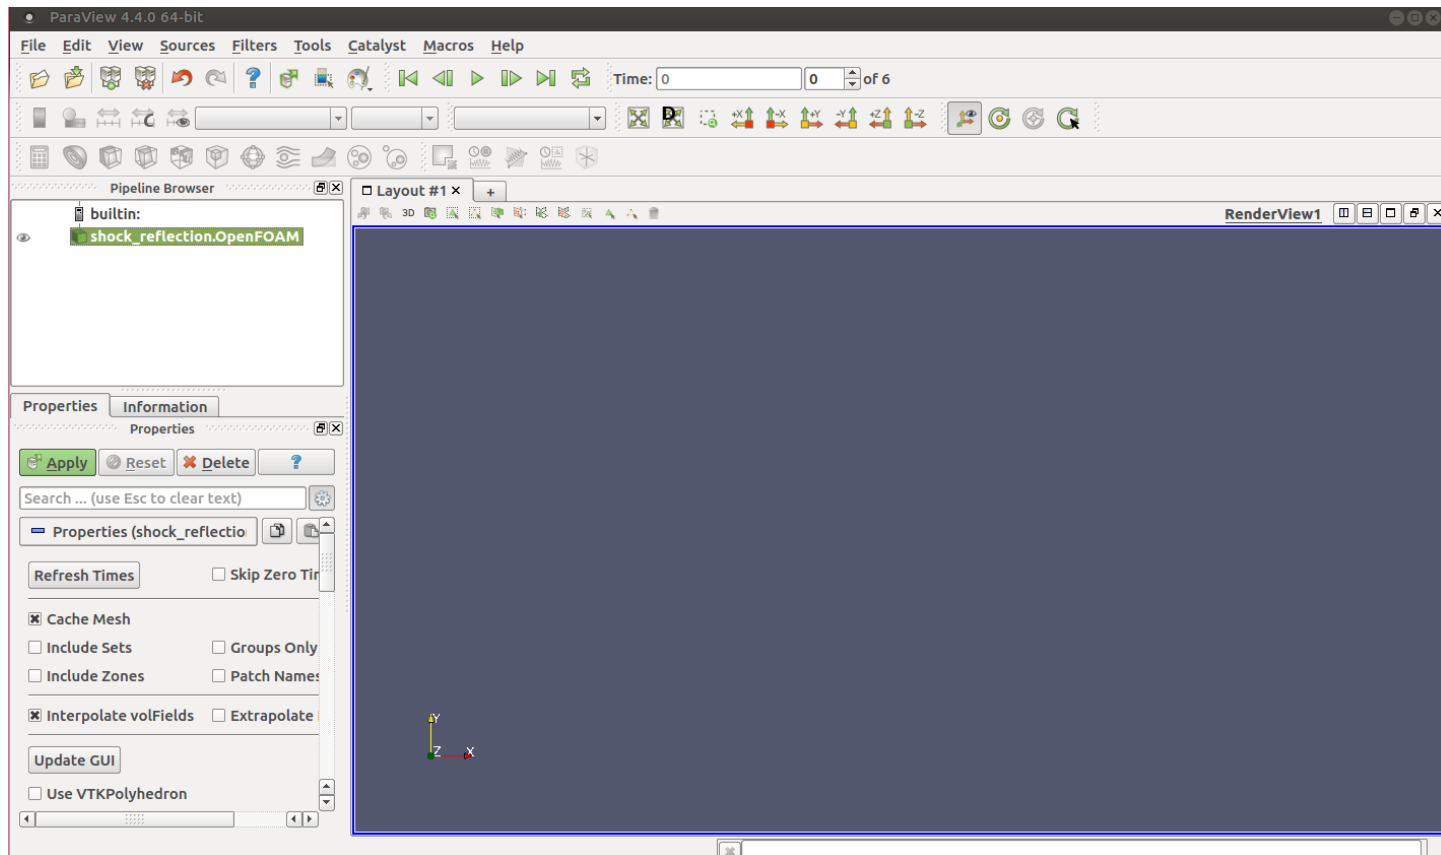 ParaView 4.4.0 64-bit
File Edit View Sources Filters Tools Catalyst Macros Help
? Time: 0 0 of 6
D +X -X +Y -Y +Z -Z
Pipeline Browser
Layout #1 × +
builtin:
3D RenderView1
shock_reflection.OpenFOAM
Properties Information
Properties
Apply Reset Delete ?
Search ... (use Esc to clear text)
Properties (shock_reflectio
Refresh Times Skip Zero Tir
Cache Mesh
Include Sets Groups Only
Include Zones Patch Names
Interpolate volFields Extrapolate
Y
Z X
Update GUI
Use VTKPolyhedron